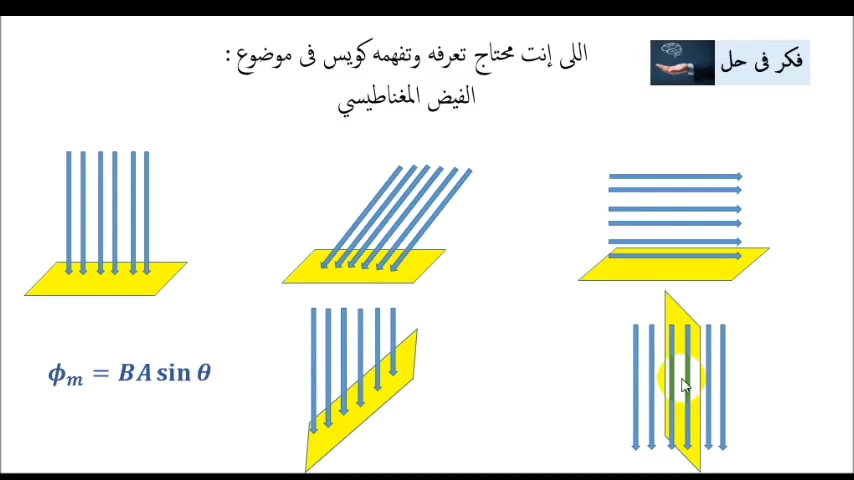 فكر فى حل
اللى إنت محتاج تعرفه وتفهمه كويس فى موضوع :
الفيض المغناطيسي
ϕₘ = BA sin θ